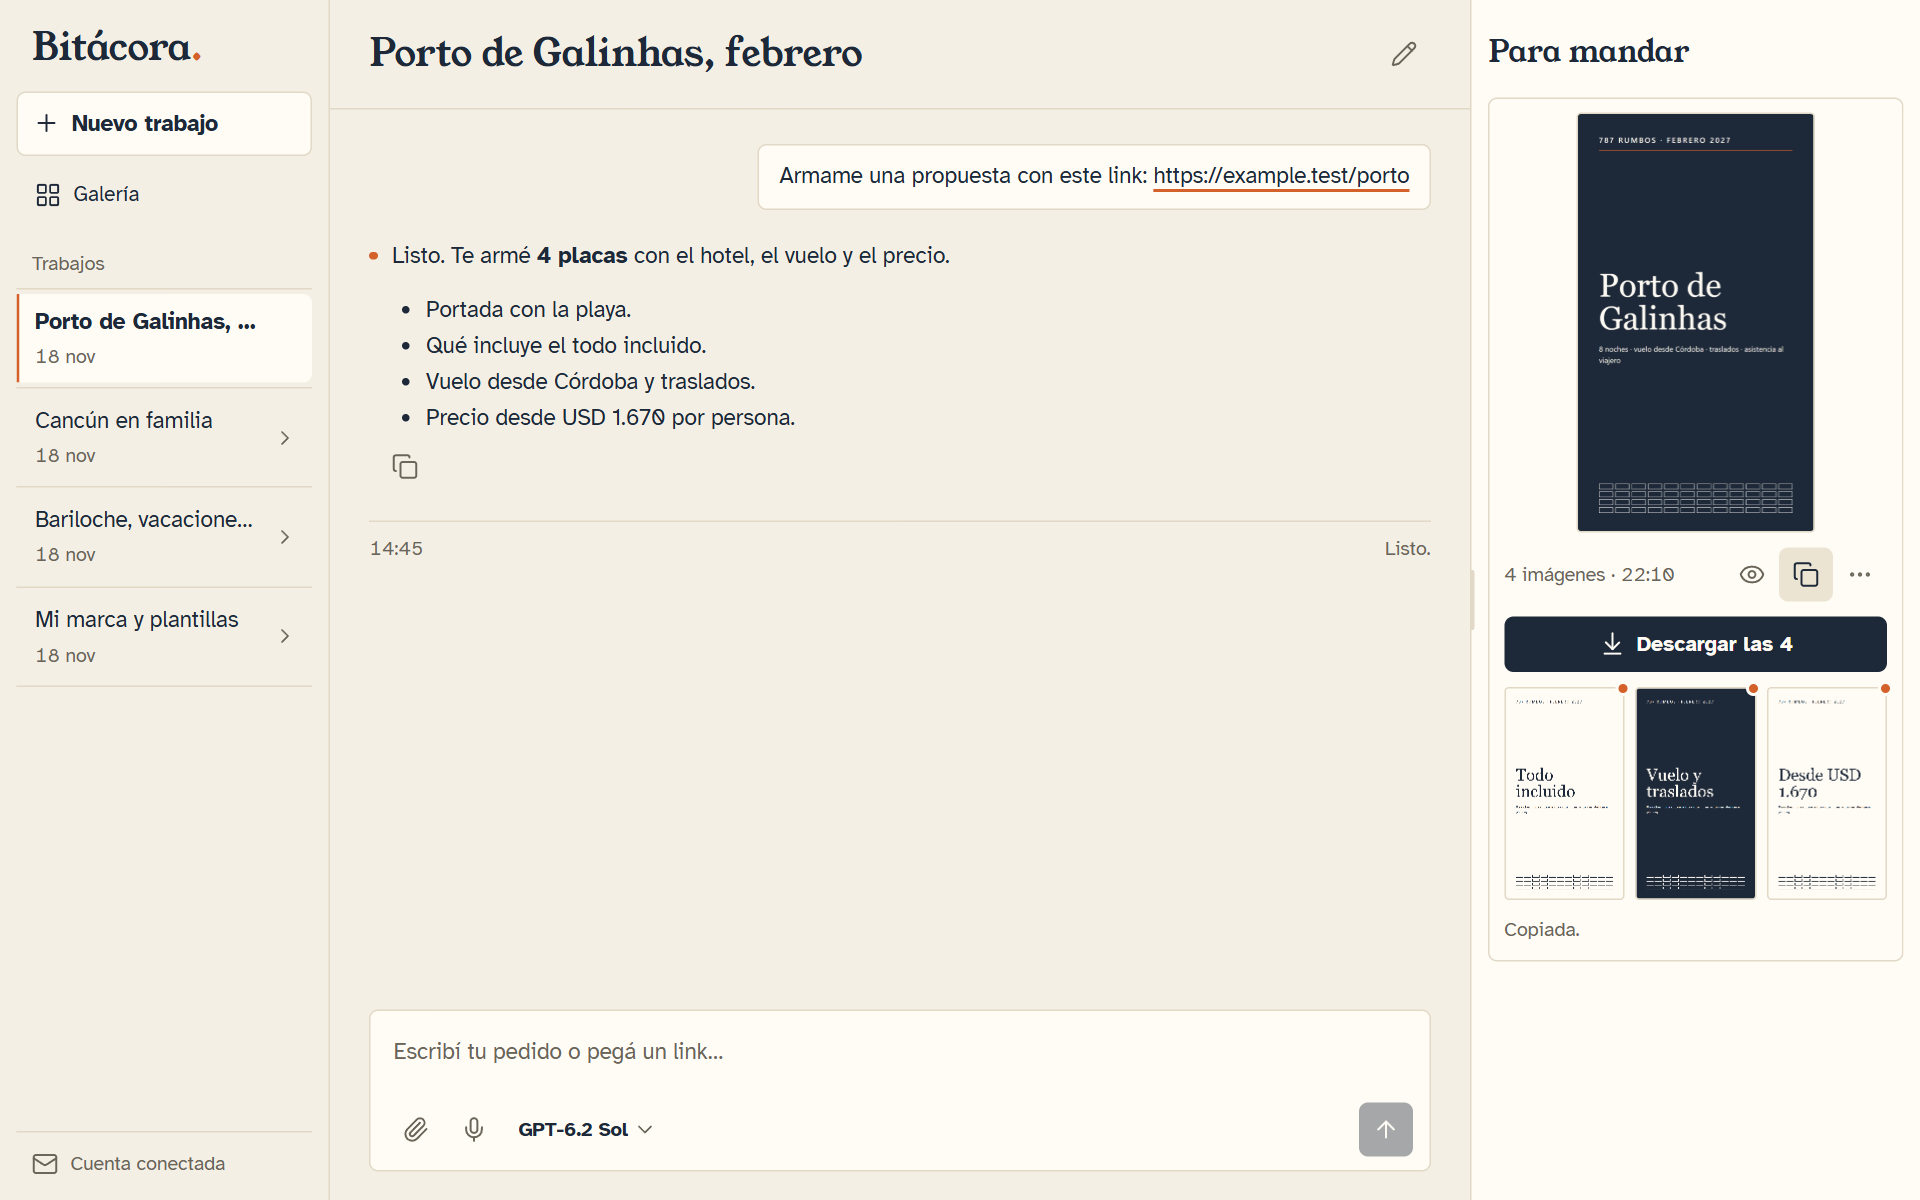 Bitácora.
Nuevo trabajo
Galería
Trabajos
Porto de Galinhas, ...
18 nov
Cancún en familia
18 nov
Bariloche, vacacione...
18 nov
Mi marca y plantillas
18 nov
Cuenta conectada
Porto de Galinhas, febrero
Armame una propuesta con este link: https://example.test/porto
Listo. Te armé 4 placas con el hotel, el vuelo y el precio.
Portada con la playa.
Qué incluye el todo incluido.
Vuelo desde Córdoba y traslados.
Precio desde USD 1.670 por persona.
14:45
Listo.
Escribí tu pedido o pegá un link...
GPT-6.2 Sol
Para mandar
787 RUMBOS · FEBRERO 2027
Porto de
Galinhas
8 noches · vuelo desde Córdoba · traslados · asistencia al
viajero
4 imágenes · 22:10
Descargar las 4
Todo
incluido
Vuelo y
traslados
Desde USD
1.670
Copiada.